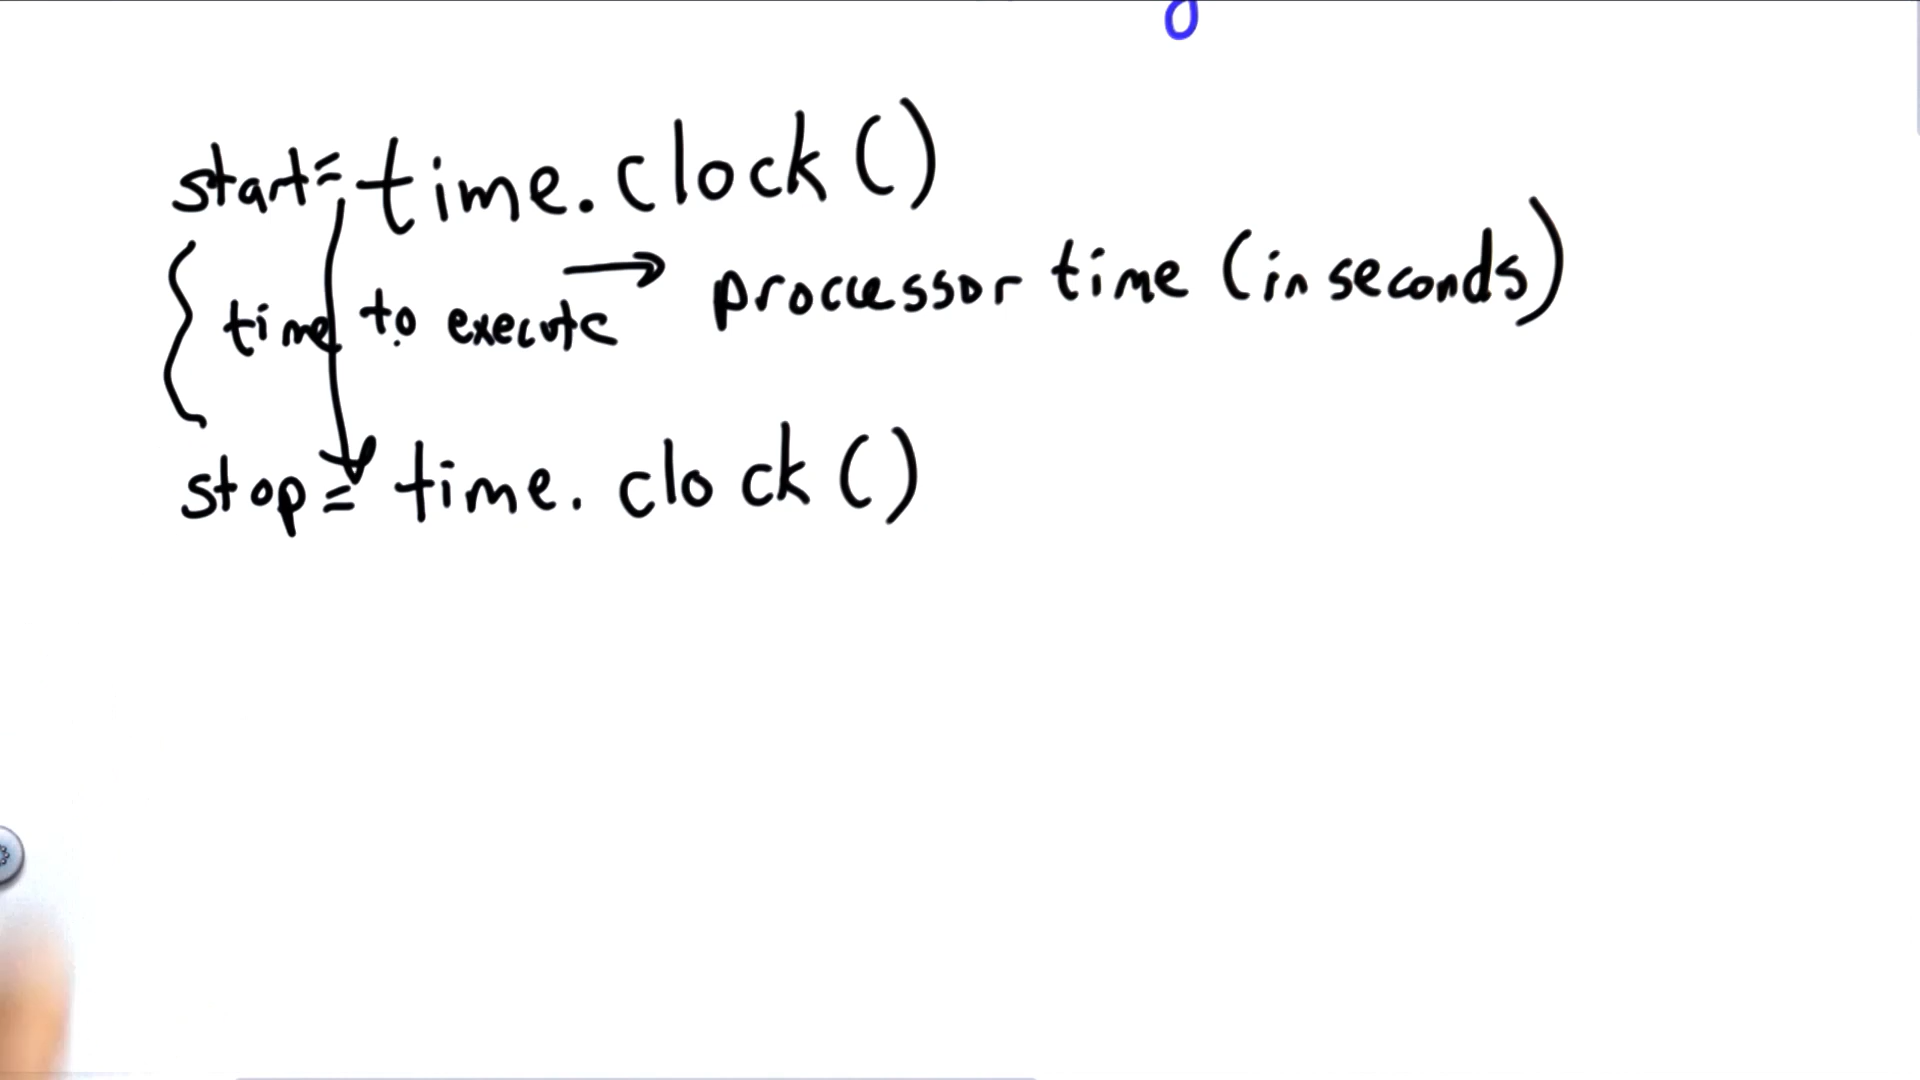 start= time.clock()
→ processor time (in seconds)
{ time to execute
stop= time.clock()